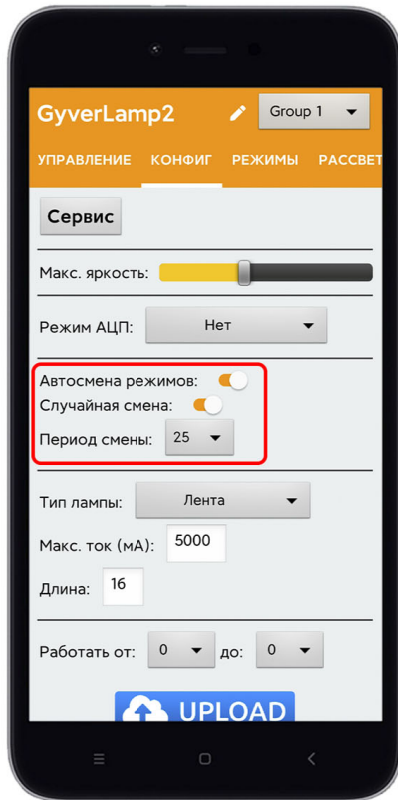 GyverLamp2 Group 1
УПРАВЛЕНИЕ КОНФИГ РЕЖИМЫ РАССВЕТ
Сервис
Макс. яркость:
Режим АЦП: Нет
Автосмена режимов:
Случайная смена:
Период смены: 25
Тип лампы: Лента
Макс. ток (мА): 5000
Длина: 16
Работать от: 0 до: 0
UPLOAD